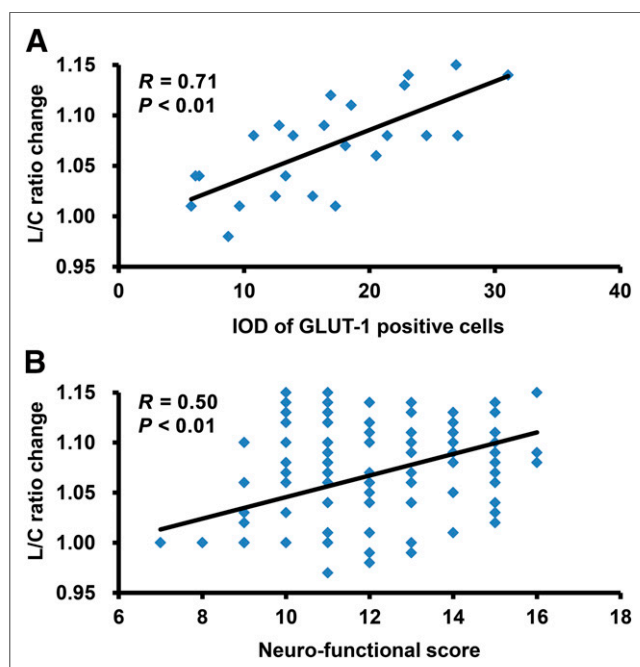 A
R = 0.71
P < 0.01
L/C ratio change
1.15
1.10
1.05
1.00
0.95
0
10
20
30
40
IOD of GLUT-1 positive cells
B
R = 0.50
P < 0.01
L/C ratio change
1.15
1.10
1.05
1.00
0.95
6
8
10
12
14
16
18
Neuro-functional score